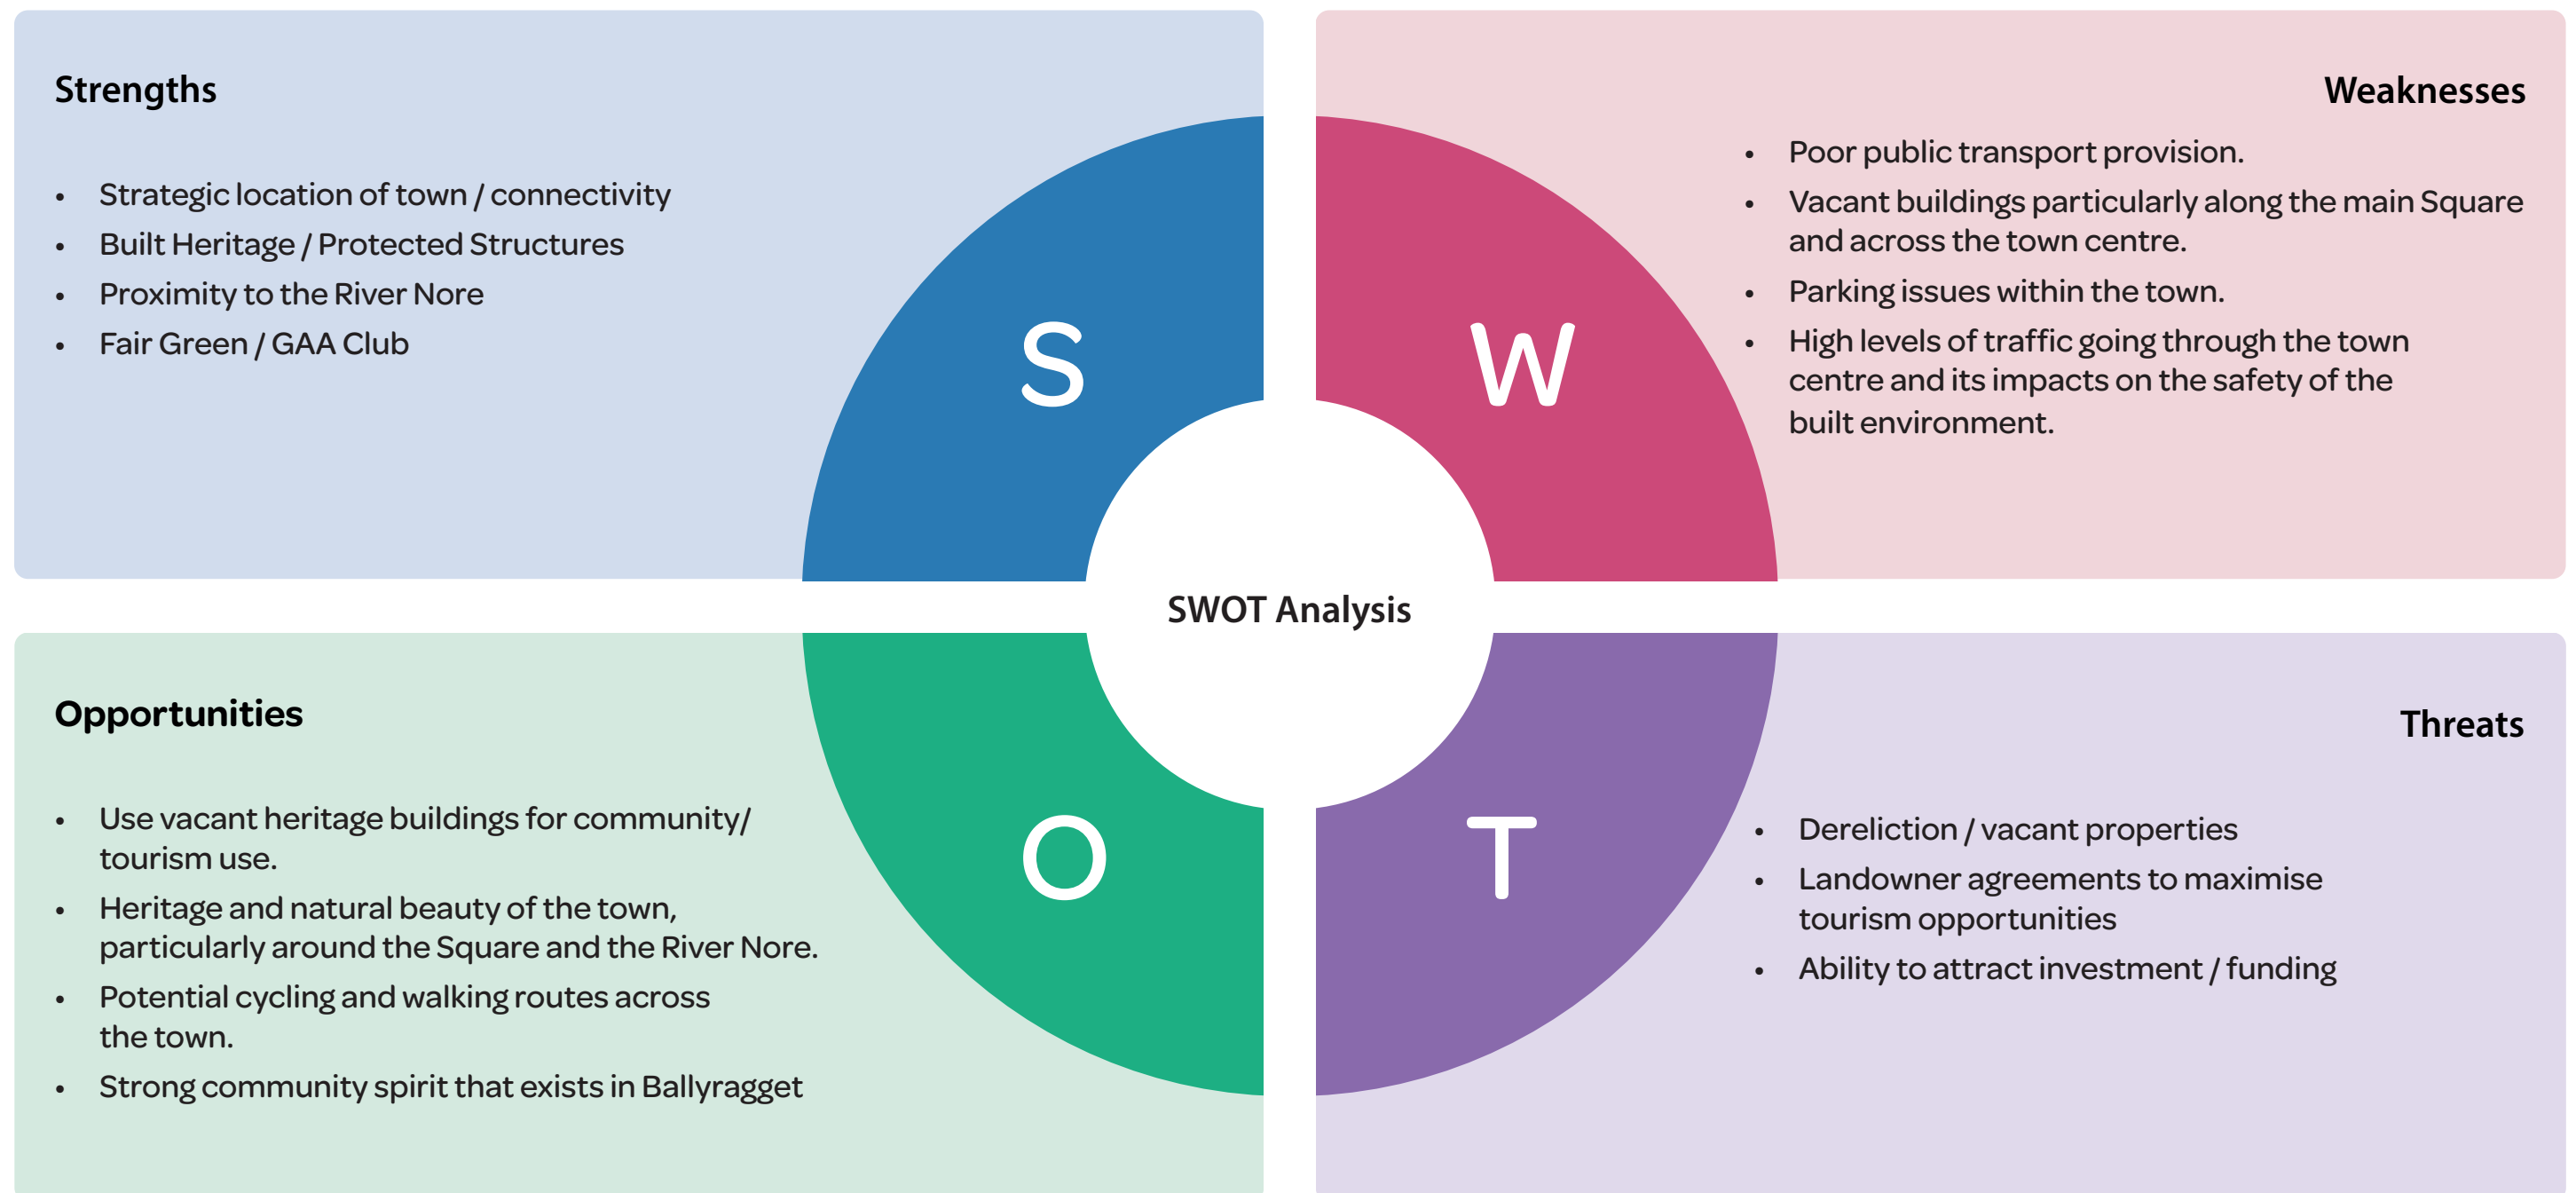 Strengths
• Strategic location of town / connectivity
• Built Heritage / Protected Structures
• Proximity to the River Nore
• Fair Green / GAA Club
S
Weaknesses
• Poor public transport provision.
• Vacant buildings particularly along the main Square
and across the town centre.
• Parking issues within the town.
• High levels of traffic going through the town
centre and its impacts on the safety of the
built environment.
W
SWOT Analysis
Opportunities
• Use vacant heritage buildings for community/
tourism use.
• Heritage and natural beauty of the town,
particularly around the Square and the River Nore.
• Potential cycling and walking routes across
the town.
• Strong community spirit that exists in Ballyragget
O
Threats
• Dereliction / vacant properties
• Landowner agreements to maximise
tourism opportunities
• Ability to attract investment / funding
T